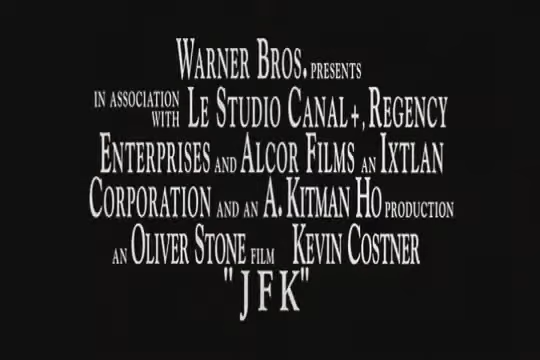 WARNER BROS. PRESENTS
IN ASSOCIATION WITH LE STUDIO CANAL+, REGENCY
ENTERPRISES AND ALCOR FILMS AN IXTLAN
CORPORATION AND AN A. KITMAN HO PRODUCTION
AN OLIVER STONE FILM KEVIN COSTNER
"JFK"